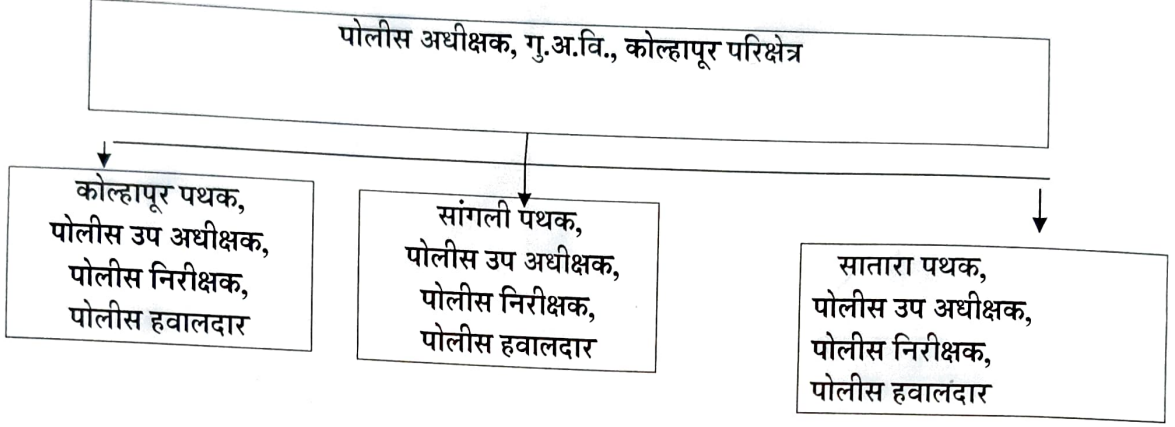 पोलीस अधीक्षक, गु.अ.वि., कोल्हापूर परिक्षेत्र
कोल्हापूर पथक,
पोलीस उप अधीक्षक,
पोलीस निरीक्षक,
पोलीस हवालदार
सांगली पथक,
पोलीस उप अधीक्षक,
पोलीस निरीक्षक,
पोलीस हवालदार
सातारा पथक,
पोलीस उप अधीक्षक,
पोलीस निरीक्षक,
पोलीस हवालदार